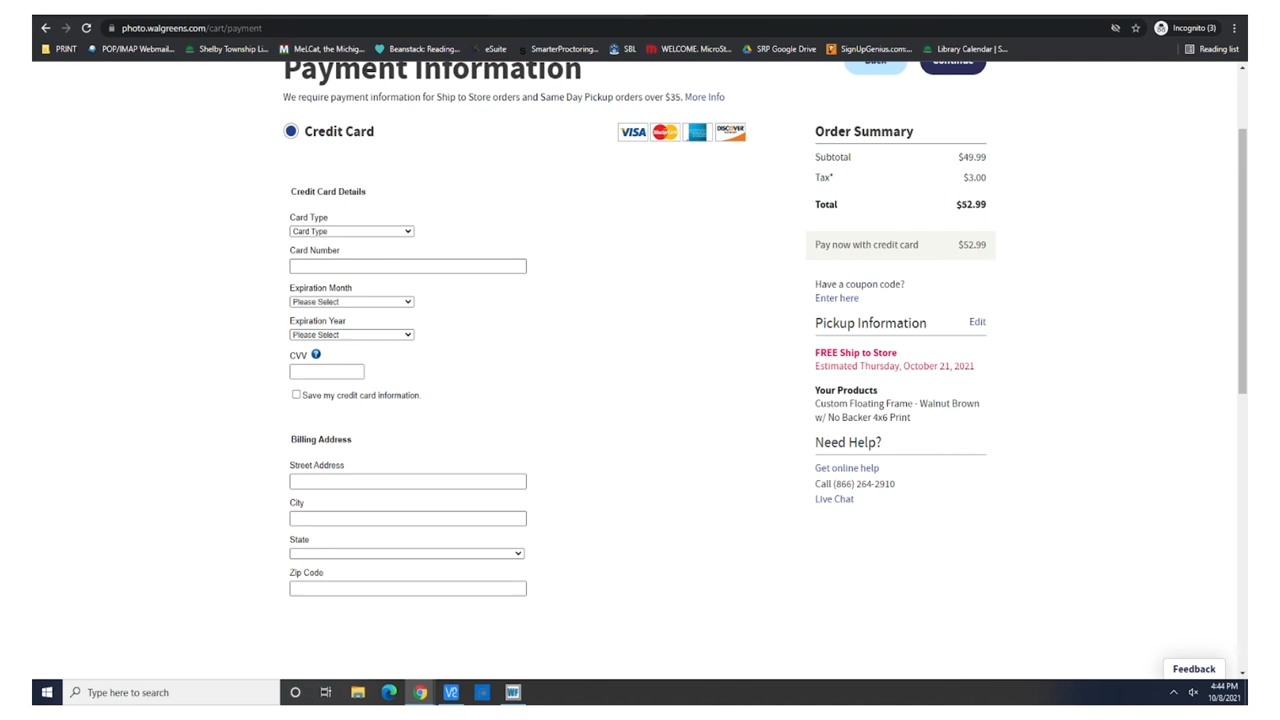 photo.walgreens.com/cart/payment
Incognito (3)
PRINT
POP/IMAP Webmail...
Shelby Township Li...
MeLCat, the Michig...
Beanstack: Reading...
eSuite
SmarterProctoring...
SBL
WELCOME. MicroSt...
SRP Google Drive
SignUpGenius.com:...
Library Calendar | S...
Reading list
Payment Information
Back
Continue
We require payment information for Ship to Store orders and Same Day Pickup orders over $35. More Info
Credit Card
VISA
MasterCard
DISCOVER
Credit Card Details
Card Type
Card Type
Card Number
Expiration Month
Please Select
Expiration Year
Please Select
CVV ?
Save my credit card information.
Billing Address
Street Address
City
State
Zip Code
Order Summary
Subtotal $49.99
Tax* $3.00
Total $52.99
Pay now with credit card $52.99
Have a coupon code?
Enter here
Pickup Information Edit
FREE Ship to Store
Estimated Thursday, October 21, 2021
Your Products
Custom Floating Frame - Walnut Brown
w/ No Backer 4x6 Print
Need Help?
Get online help
Call (866) 264-2910
Live Chat
Feedback
Type here to search
4:44 PM
10/8/2021